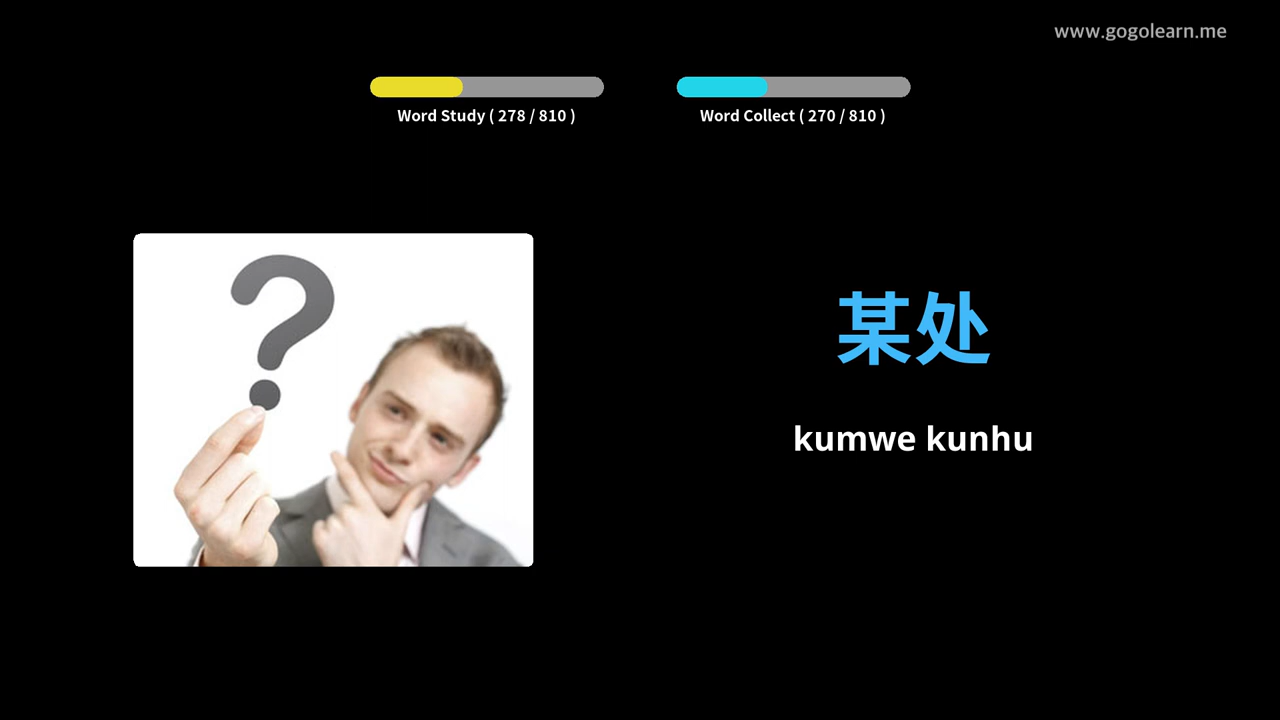 www.gogolearn.me
Word Study ( 278 / 810 )
Word Collect ( 270 / 810 )
?
某处
kumwe kunhu